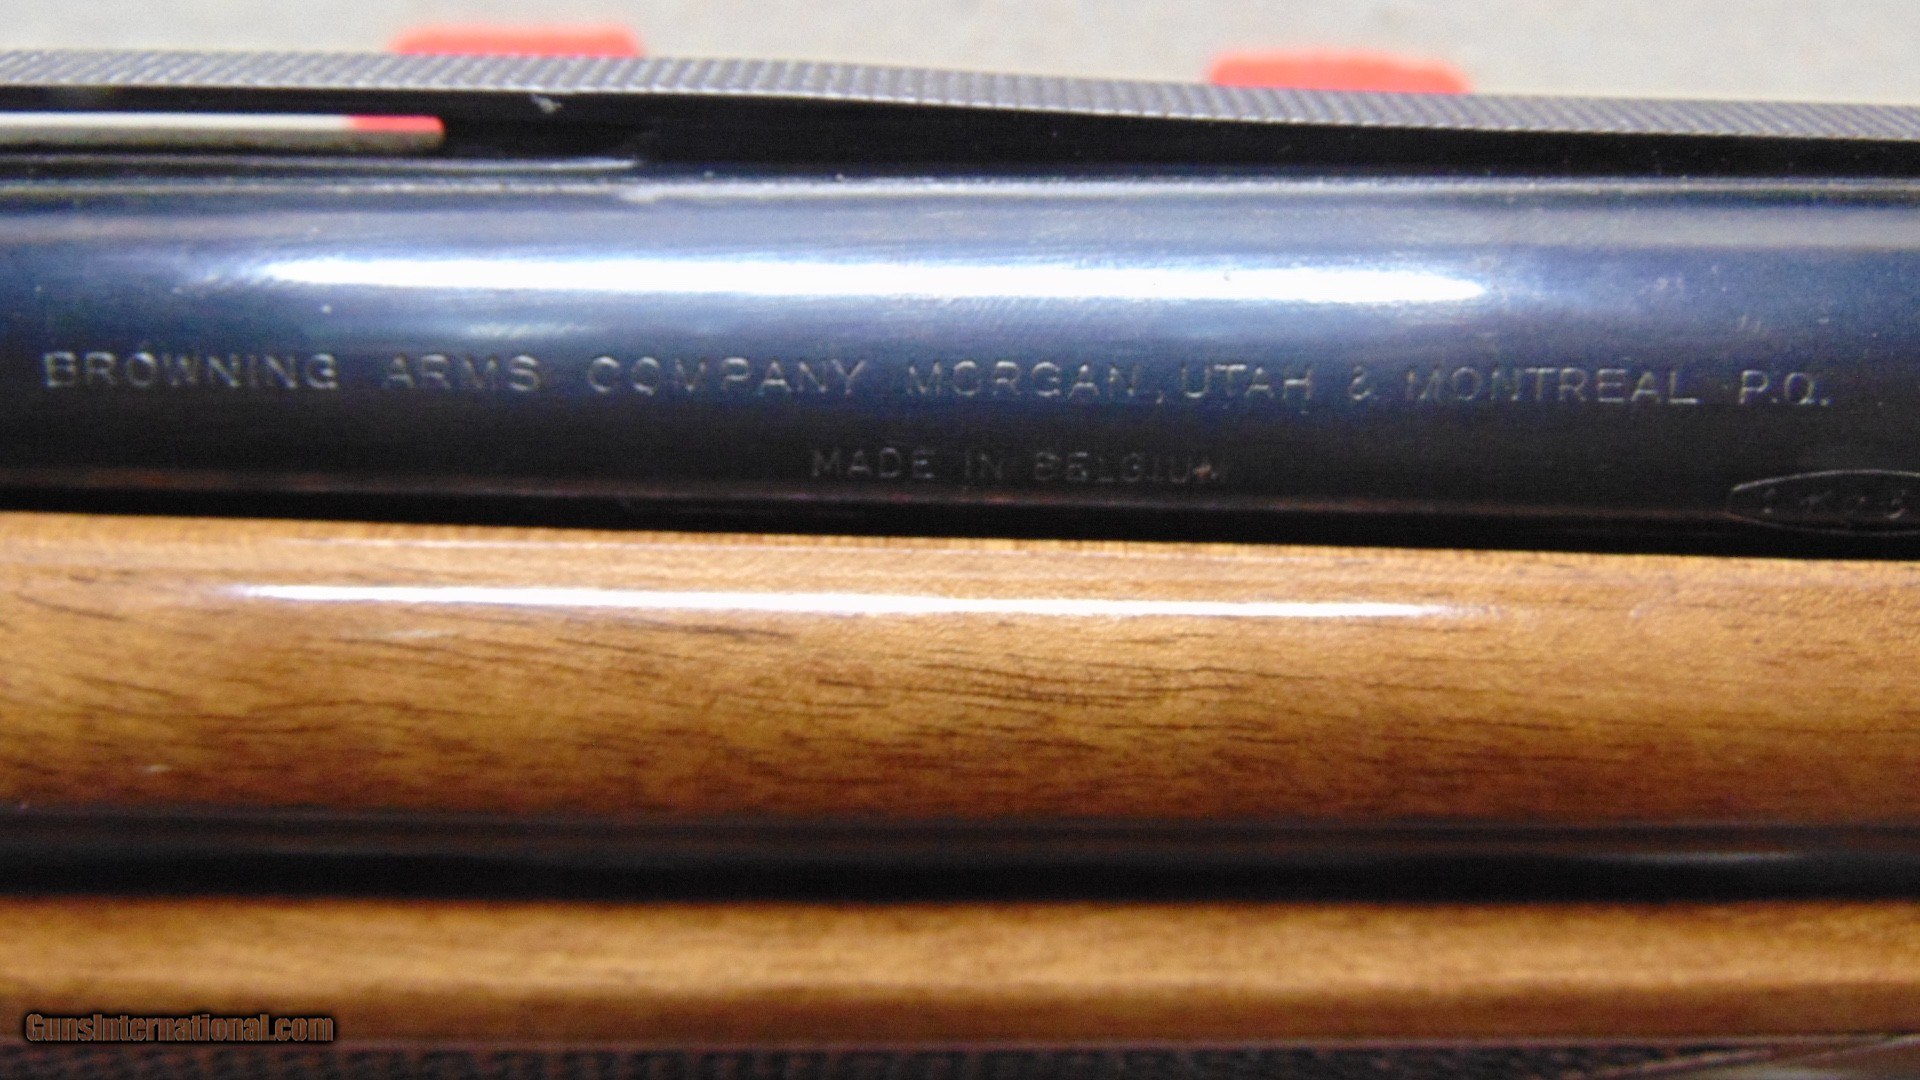 BROWNING ARMS COMPANY MORGAN, UTAH & MONTREAL P.Q.
MADE IN BELGIUM
GunsInternational.com